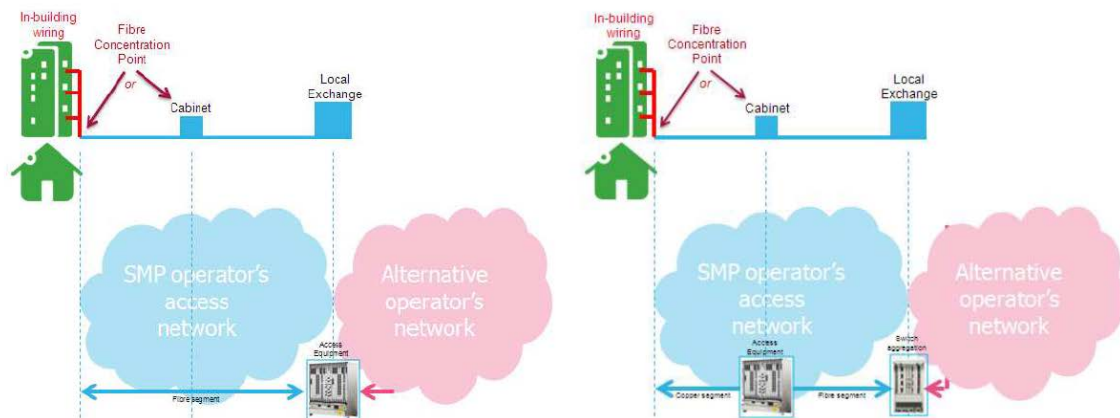 In-building
wiring
Fibre
Concentration
Point
or
Cabinet
Local
Exchange
SMP operator's
access
network
Alternative
operator's
network
Access
Equipment
Fibre segment
In-building
wiring
Fibre
Concentration
Point
or
Cabinet
Local
Exchange
SMP operator's
access
network
Alternative
operator's
network
Access Equipment
Switch
aggregation
Copper segment
Fibre segment